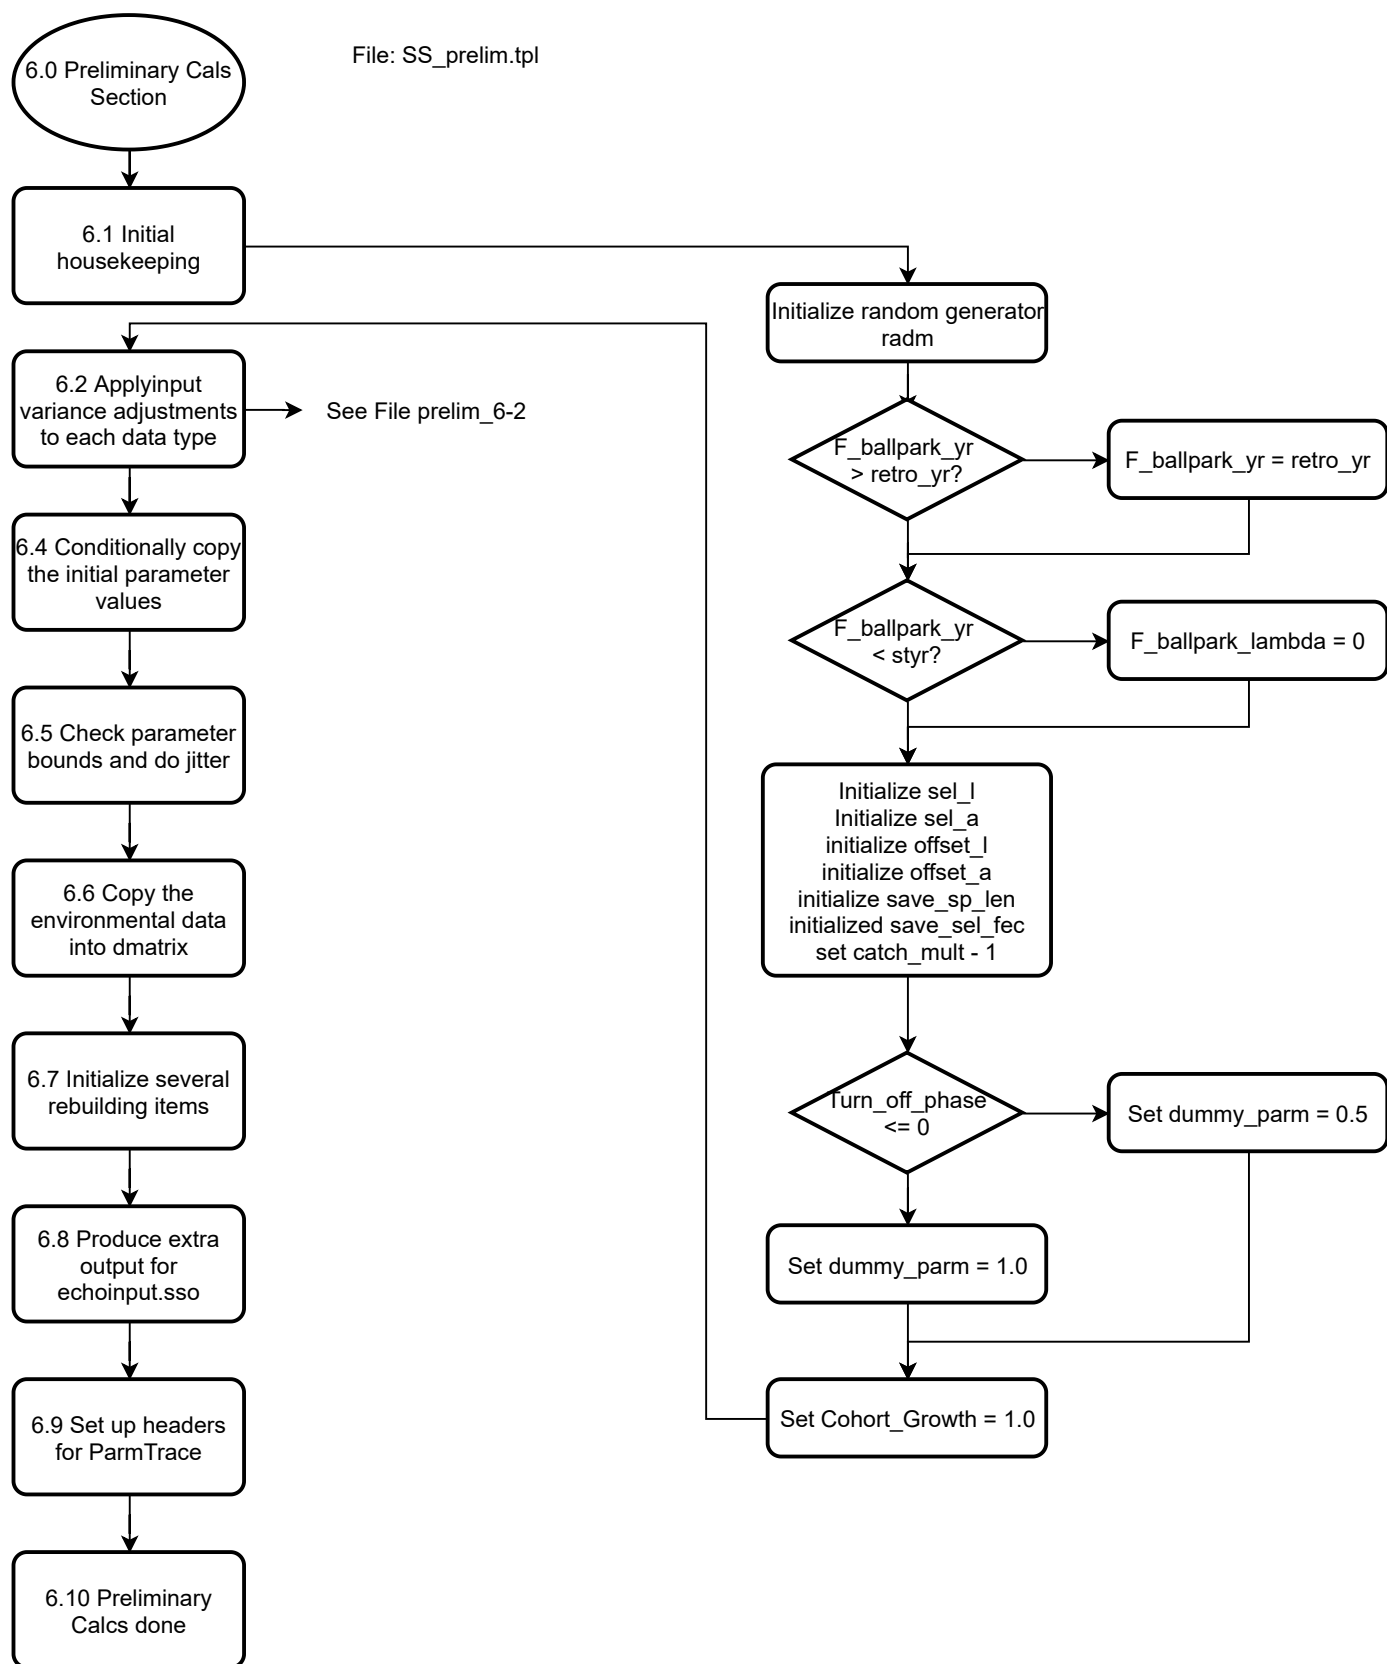 6.0 Preliminary Cals
Section
File: SS_prelim.tpl
6.1 Initial
housekeeping
6.2 Applyinput
variance adjustments
to each data type
See File prelim_6-2
6.4 Conditionally copy
the initial parameter
values
6.5 Check parameter
bounds and do jitter
6.6 Copy the
environmental data
into dmatrix
6.7 Initialize several
rebuilding items
6.8 Produce extra
output for
echoinput.sso
6.9 Set up headers
for ParmTrace
6.10 Preliminary
Calcs done
Initialize random generator
radm
F_ballpark_yr
> retro_yr?
F_ballpark_yr = retro_yr
F_ballpark_yr
< styr?
F_ballpark_lambda = 0
Initialize sel_l
Initialize sel_a
initialize offset_l
initialize offset_a
initialize save_sp_len
initialized save_sel_fec
set catch_mult - 1
Turn_off_phase
<= 0
Set dummy_parm = 0.5
Set dummy_parm = 1.0
Set Cohort_Growth = 1.0